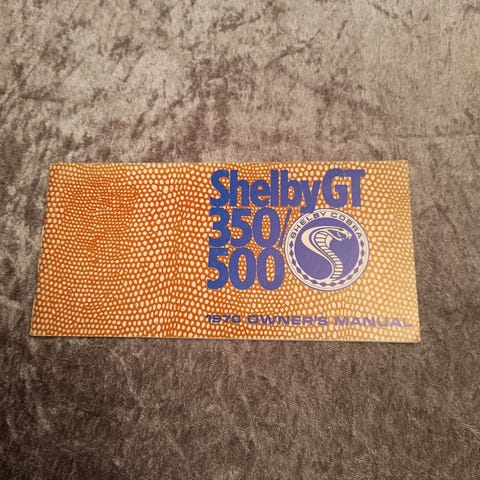 Shelby GT
350/
500
SHELBY COBRA
1970 OWNER'S MANUAL